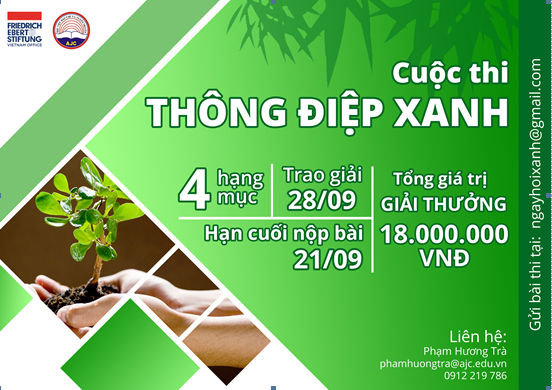 FRIEDRICH
EBERT
STIFTUNG
VIETNAM OFFICE
AJC
Cuộc thi
THÔNG ĐIỆP XANH
4 hạng mục
Trao giải
28/09
Hạn cuối nộp bài
21/09
Tổng giá trị
GIẢI THƯỞNG
18.000.000
VNĐ
Gửi bài thi tại: ngayhoixanh@gmail.com
Liên hệ:
Phạm Hương Trà
phamhuongtra@ajc.edu.vn
0912 219 786